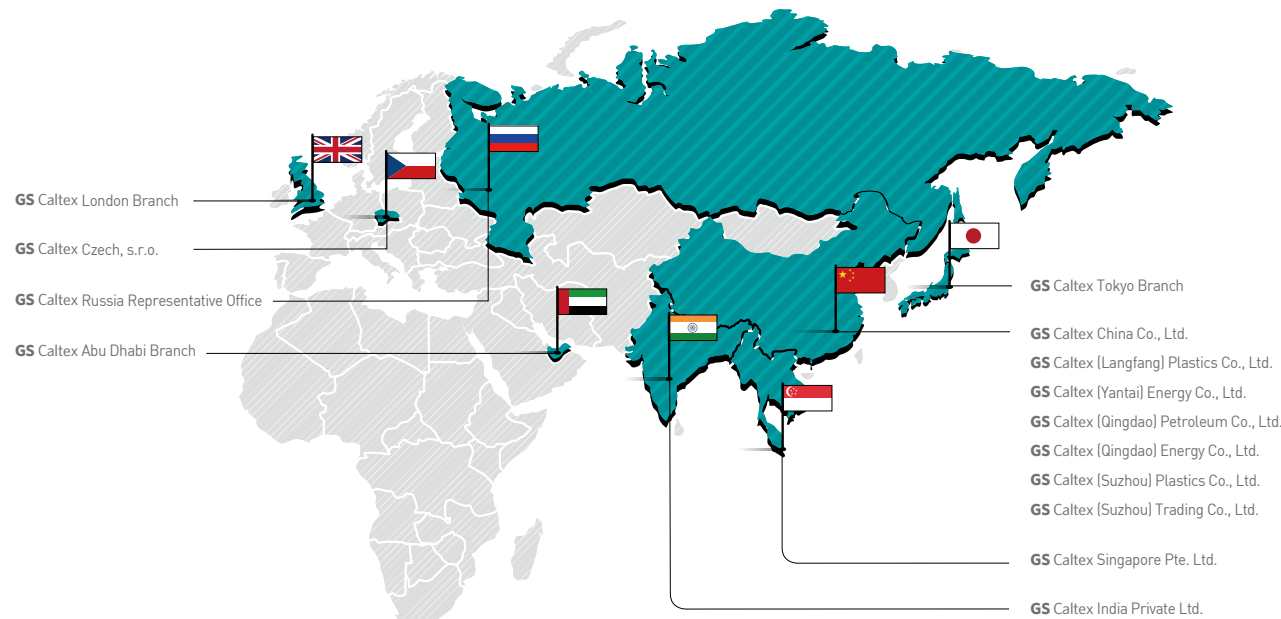 GS Caltex London Branch
GS Caltex Czech, s.r.o.
GS Caltex Russia Representative Office
GS Caltex Abu Dhabi Branch
GS Caltex Tokyo Branch
GS Caltex China Co., Ltd.
GS Caltex (Langfang) Plastics Co., Ltd.
GS Caltex (Yantai) Energy Co., Ltd.
GS Caltex (Qingdao) Petroleum Co., Ltd.
GS Caltex (Qingdao) Energy Co., Ltd.
GS Caltex (Suzhou) Plastics Co., Ltd.
GS Caltex (Suzhou) Trading Co., Ltd.
GS Caltex Singapore Pte. Ltd.
GS Caltex India Private Ltd.